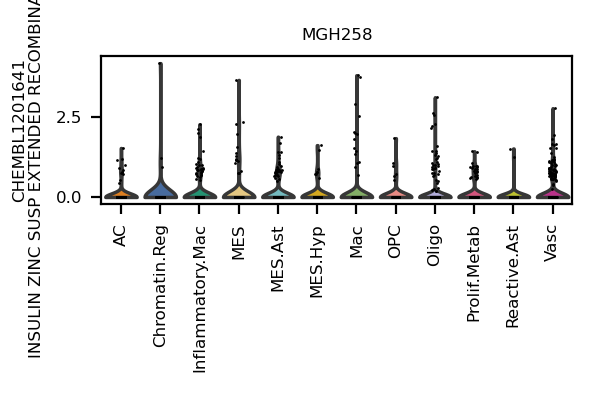 MGH258
CHEMBL1201641
INSULIN ZINC SUSP EXTENDED
2.5
0.0
AC
Chromatin.Reg
Inflammatory.Mac
MES
MES.Ast
MES.Hyp
Mac
OPC
Oligo
Prolif.Metab
Reactive.Ast
Vasc